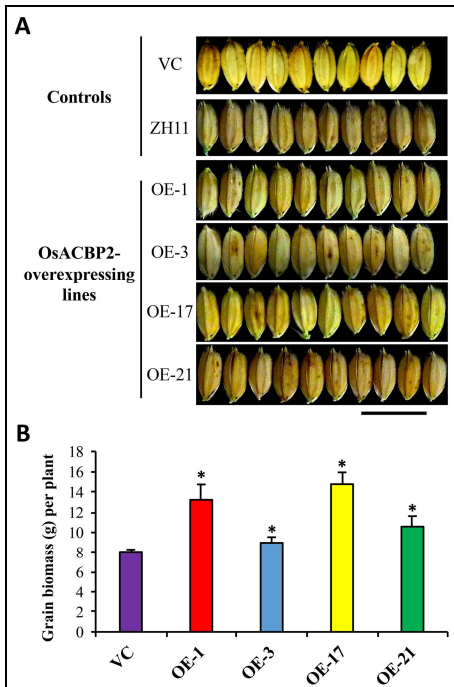 A
Controls
VC
ZH11
OsACBP2-
overexpressing
lines
OE-1
OE-3
OE-17
OE-21
B
Grain biomass (g) per plant
18
16
14
12
10
8
6
4
2
0
*
*
*
*
VC
OE-1
OE-3
OE-17
OE-21